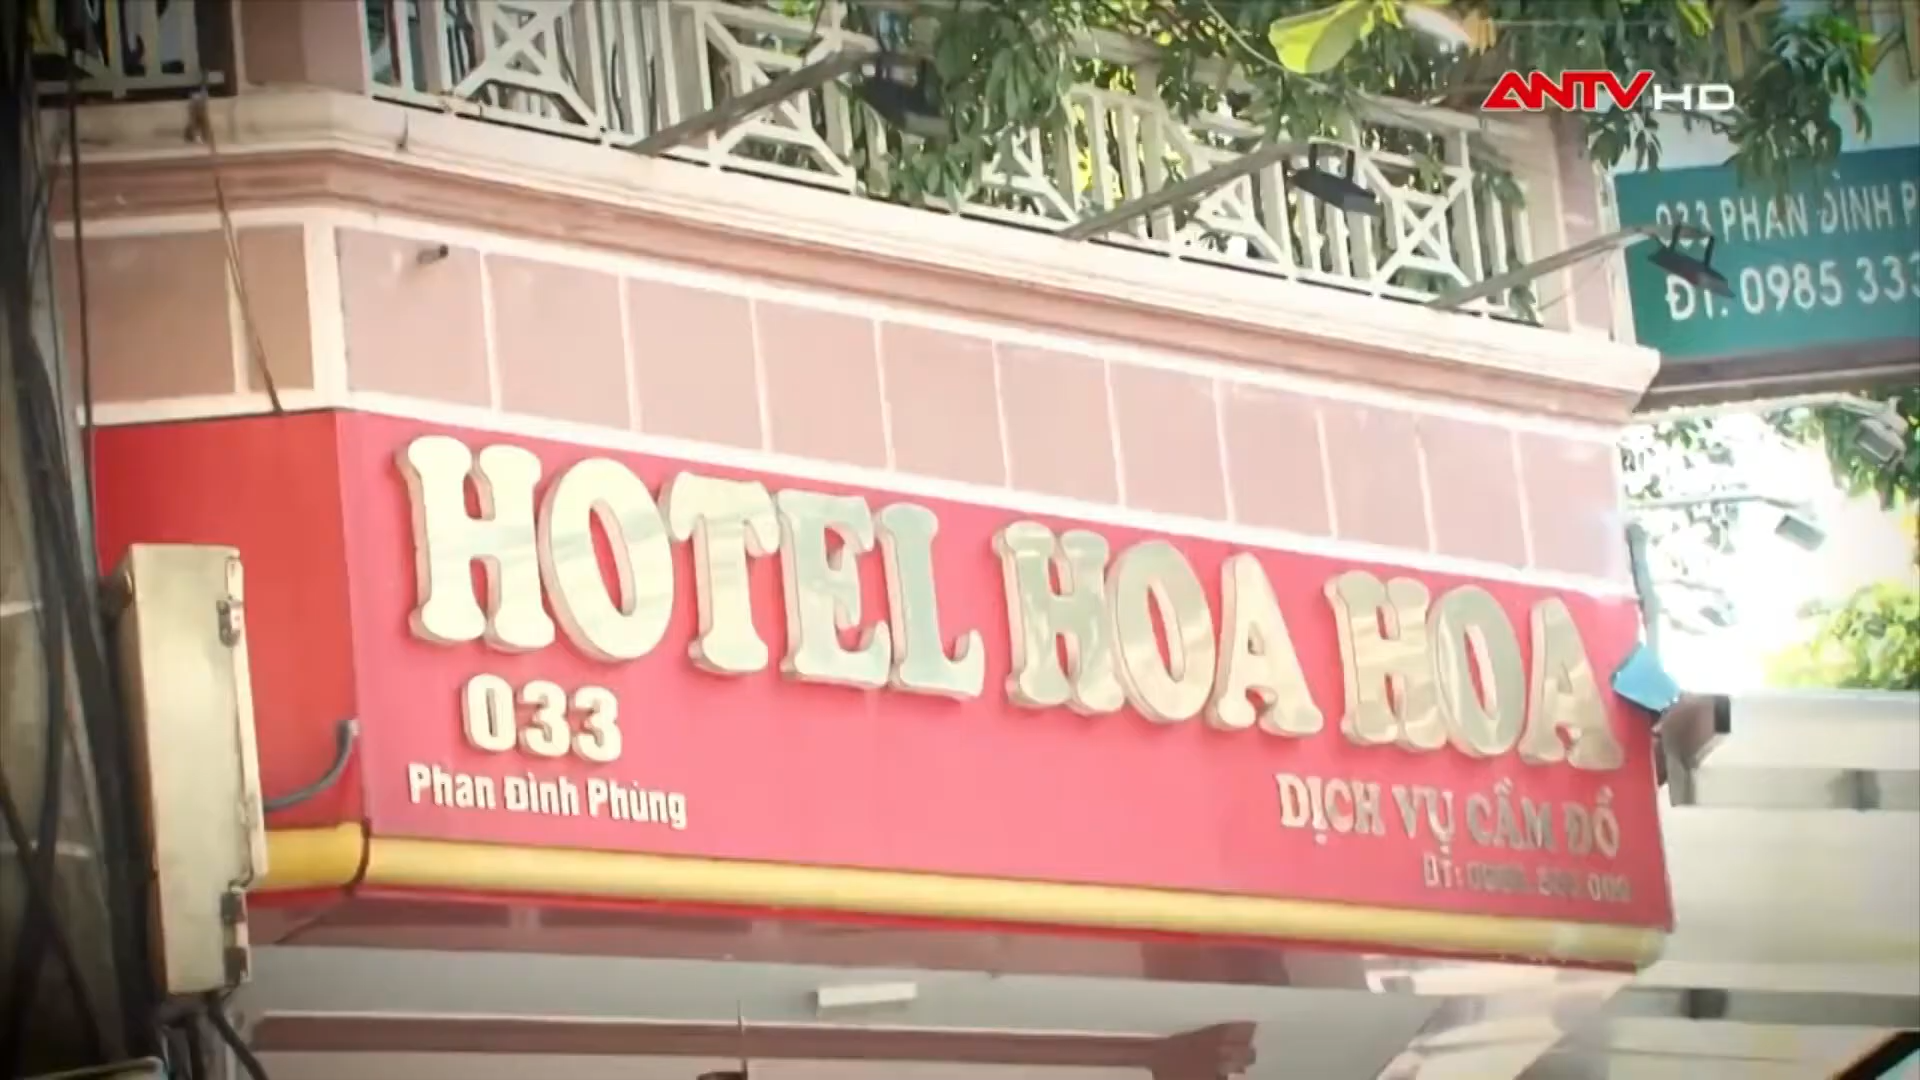 ANTV HD
033 PHAN ĐÌNH
ĐT: 0985 333
HOTEL HOA HOA
033
Phan Đình Phùng
DỊCH VỤ CẦM ĐỒ
ĐT: